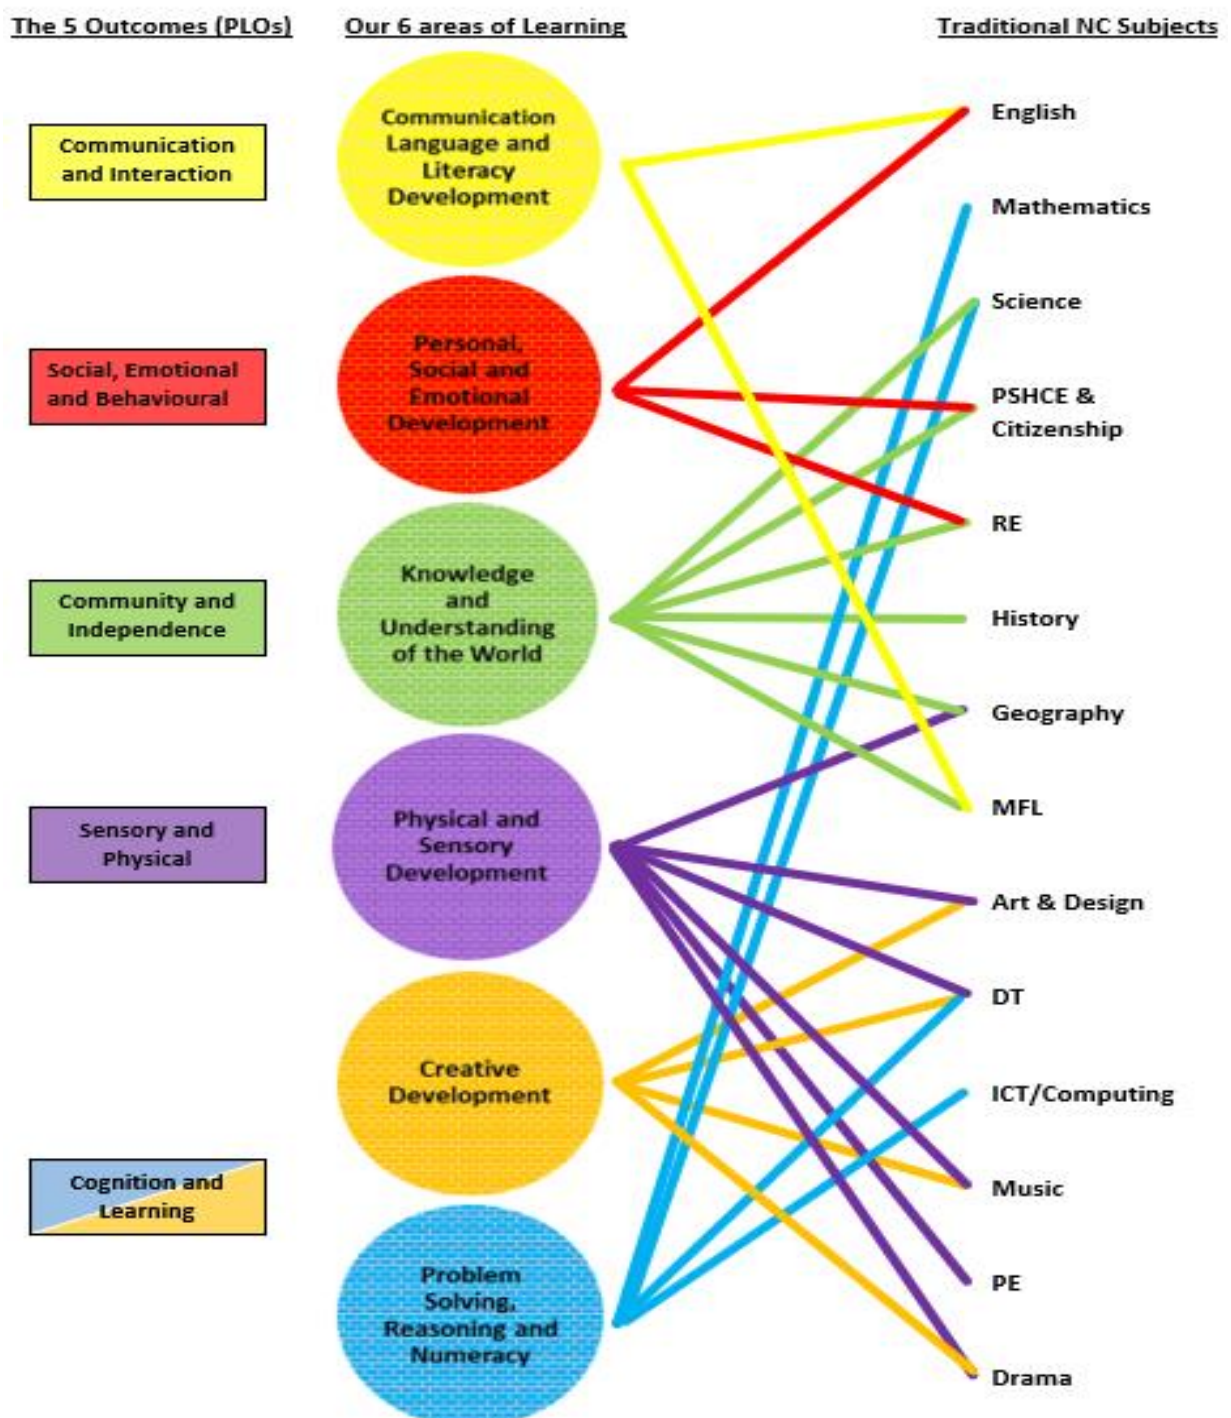 The 5 Outcomes (PLOs)
Our 6 areas of Learning
Traditional NC Subjects
Communication
and Interaction
Social, Emotional
and Behavioural
Community and
Independence
Sensory and
Physical
Cognition and
Learning
Communication
Language and
Literacy
Development
Personal,
Social and
Emotional
Development
Knowledge
and
Understanding
of the World
Physical and
Sensory
Development
Creative
Development
Problem
Solving,
Reasoning and
Numeracy
English
Mathematics
Science
PSHCE &
Citizenship
RE
History
Geography
MFL
Art & Design
DT
ICT/Computing
Music
PE
Drama